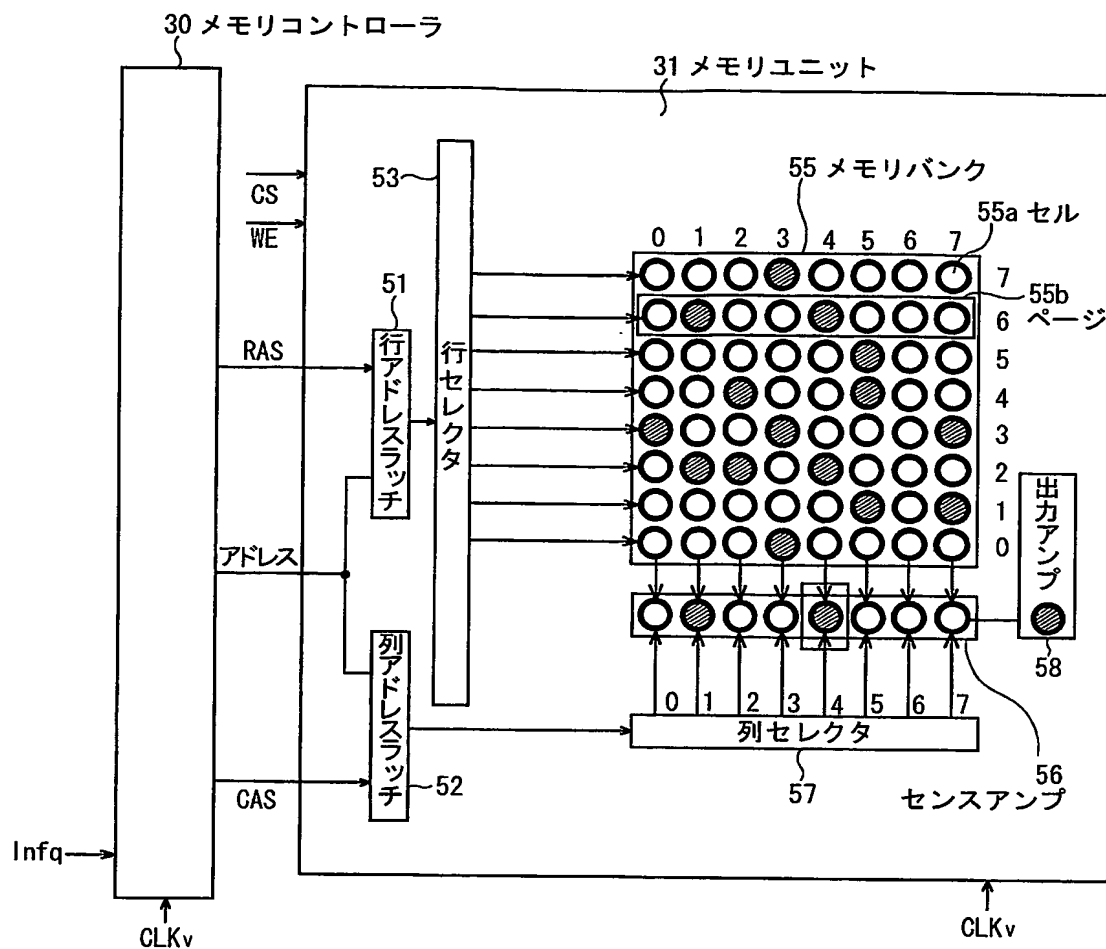 30 メモリコントローラ
31 メモリユニット
CS
WE
53
55 メモリバンク
55a セル
0 1 2 3 4 5 6 7
7
55b
ページ
6
5
4
3
2
1
0
51
RAS
行アドレスラッチ
行セレクタ
アドレス
出力アンプ
58
列アドレスラッチ
52
CAS
0 1 2 3 4 5 6 7
列セレクタ
57
56
センスアンプ
Infq
CLKv
CLKv